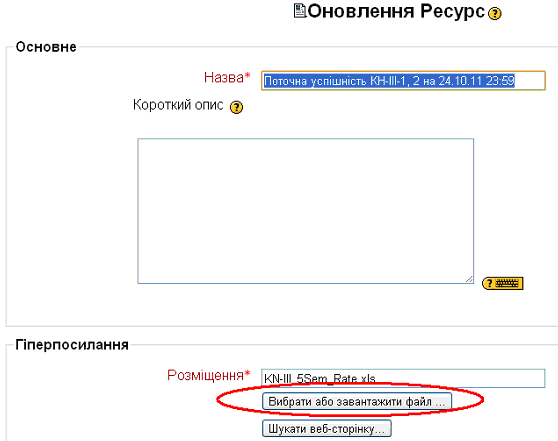 Оновлення Ресурс
Основне
Назва* Поточна успішність КН-ІІІ-1, 2 на 24.10.11 23:59
Короткий опис
Гіперпосилання
Розміщення* KN-III_5Sem_Rate.xls
Вибрати або завантажити файл ...
Шукати веб-сторінку...